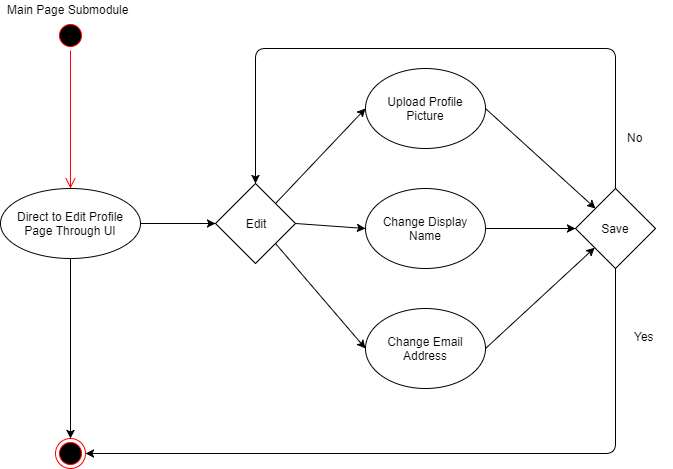 Main Page Submodule
Upload Profile
Picture
No
Direct to Edit Profile
Page Through UI
Edit
Change Display
Name
Save
Change Email
Address
Yes